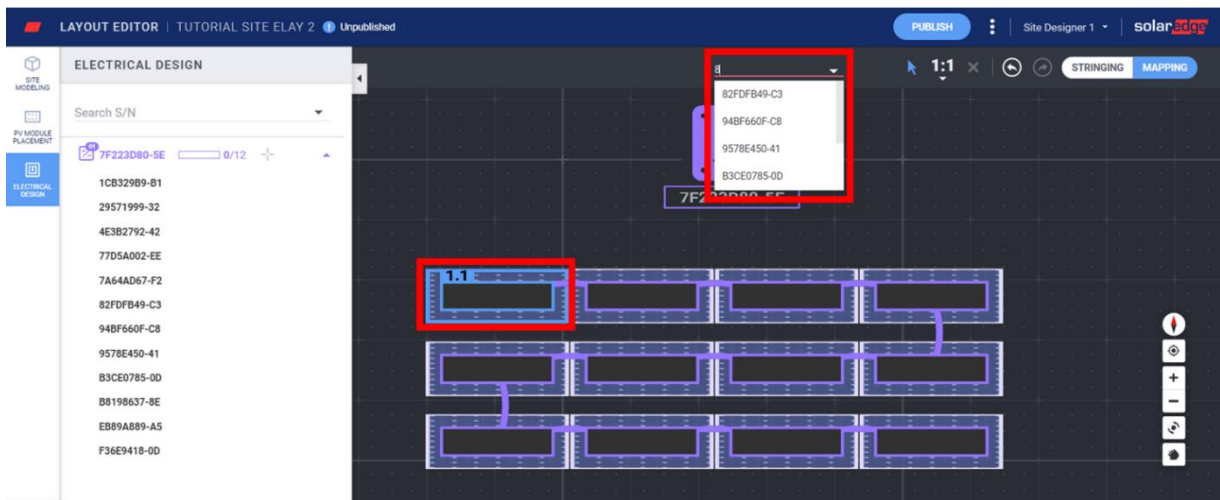 LAYOUT EDITOR | TUTORIAL SITE ELAY 2 Unpublished
PUBLISH
Site Designer 1
solaredge
SITE MODELING
PV MODULE PLACEMENT
ELECTRICAL DESIGN
ELECTRICAL DESIGN
Search S/N
01
7F223D80-5E 0/12
1CB329B9-B1
29571999-32
4E3B2792-42
77D5A002-EE
7A64AD67-F2
82FDFB49-C3
94BF660F-C8
9578E450-41
B3CE0785-0D
B8198637-8E
EB89A889-A5
F36E9418-0D
8
82FDFB49-C3
94BF660F-C8
9578E450-41
B3CE0785-0D
7F223D80-5E
1:1
STRINGING MAPPING
1.1